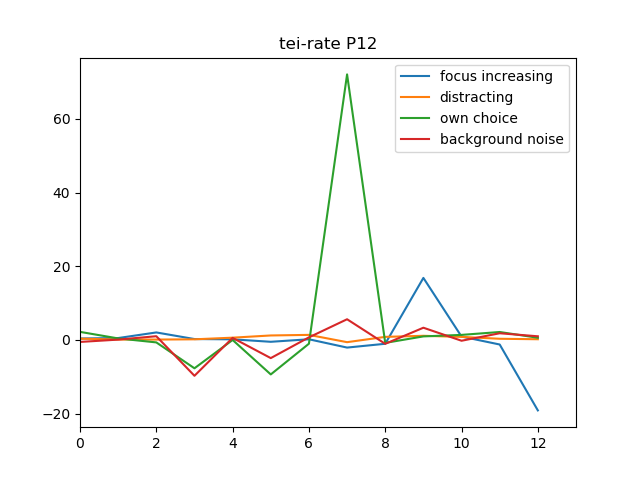 tei-rate P12
focus increasing
distracting
own choice
background noise
60
40
20
0
−20
0 2 4 6 8 10 12